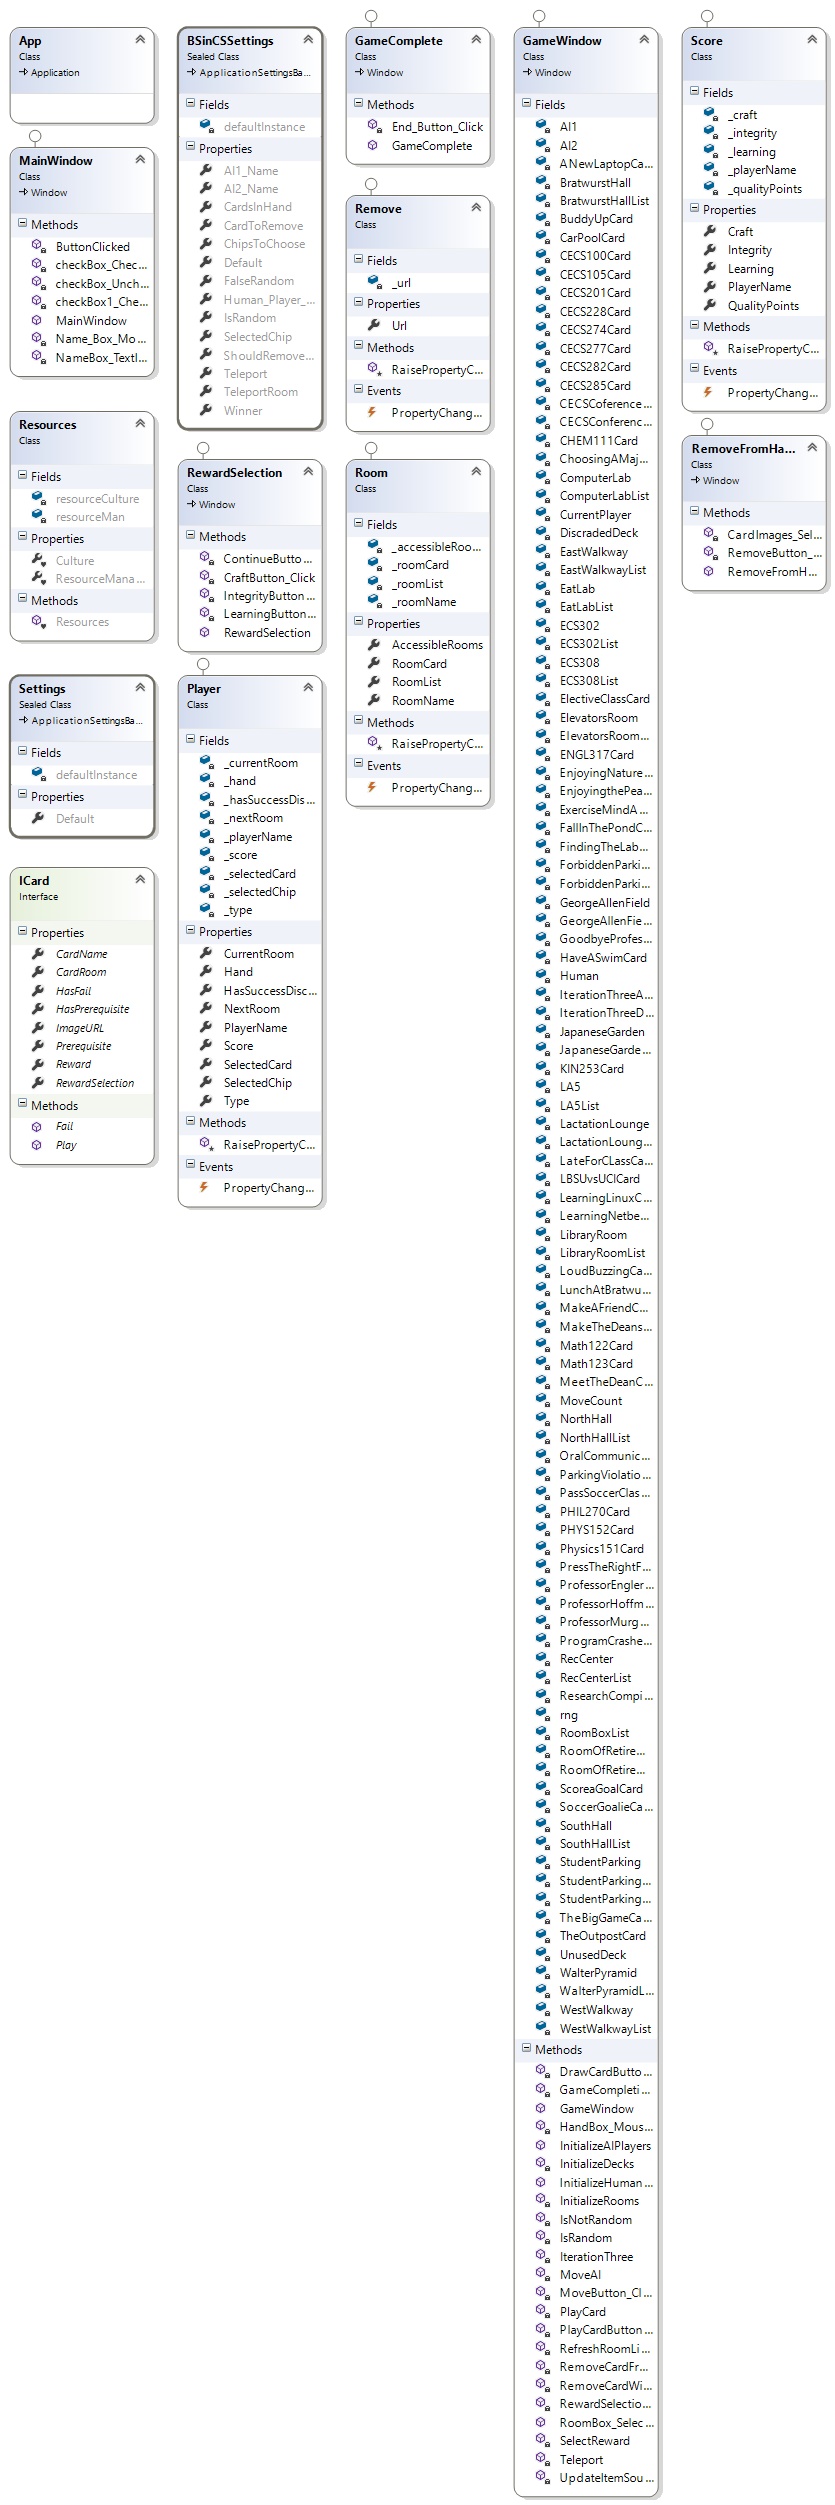 App
Class
Application
MainWindow
Class
Window
Methods
ButtonClicked
checkBox_Chec...
checkBox_Unch...
checkBox1_Che...
MainWindow
Name_Box_Mo...
NameBox_TextI...
Resources
Class
Fields
resourceCulture
resourceMan
Properties
Culture
ResourceMana...
Methods
Resources
Settings
Sealed Class
ApplicationSettingsBa...
Fields
defaultInstance
Properties
Default
ICard
Interface
Properties
CardName
CardRoom
HasFail
HasPrerequisite
ImageURL
Prerequisite
Reward
RewardSelection
Methods
Fail
Play
BSinCSSettings
Sealed Class
ApplicationSettingsBa...
Fields
defaultInstance
Properties
AI1_Name
AI2_Name
CardsInHand
CardToRemove
ChipsToChoose
Default
FalseRandom
Human_Player_...
IsRandom
SelectedChip
ShouldRemove...
Teleport
TeleportRoom
Winner
RewardSelection
Class
Window
Methods
ContinueButto...
CraftButton_Click
IntegrityButton...
LearningButton...
RewardSelection
Player
Class
Fields
_currentRoom
_hand
_hasSuccessDis...
_nextRoom
_playerName
_score
_selectedCard
_selectedChip
_type
Properties
CurrentRoom
Hand
HasSuccessDisc...
NextRoom
PlayerName
Score
SelectedCard
SelectedChip
Type
Methods
RaisePropertyC...
Events
PropertyChang...
GameComplete
Class
Window
Methods
End_Button_Click
GameComplete
Remove
Class
Fields
_url
Properties
Url
Methods
RaisePropertyC...
Events
PropertyChang...
Room
Class
Fields
_accessibleRoo...
_roomCard
_roomList
_roomName
Properties
AccessibleRooms
RoomCard
RoomList
RoomName
Methods
RaisePropertyC...
Events
PropertyChang...
GameWindow
Class
Window
Fields
AI1
AI2
ANewLaptopCa...
BratwurstHall
BratwurstHallList
BuddyUpCard
CarPoolCard
CECS100Card
CECS105Card
CECS201Card
CECS228Card
CECS274Card
CECS277Card
CECS282Card
CECS285Card
CECSCoference...
CECSConferenc...
CHEM111Card
ChoosingAMaj...
ComputerLab
ComputerLabList
CurrentPlayer
DiscradedDeck
EastWalkway
EastWalkwayList
EatLab
EatLabList
ECS302
ECS302List
ECS308
ECS308List
ElectiveClassCard
ElevatorsRoom
ElevatorsRoom...
ENGL317Card
EnjoyingNature...
EnjoyingthePea...
ExerciseMindA...
FallInThePondC...
FindingTheLab...
ForbiddenParki...
ForbiddenParki...
GeorgeAllenField
GeorgeAllenFie...
GoodbyeProfes...
HaveASwimCard
Human
IterationThreeA...
IterationThreeD...
JapaneseGarden
JapaneseGarde...
KIN253Card
LA5
LA5List
LactationLounge
LactationLoung...
LateForCLassCa...
LBSUvsUCICard
LearningLinuxC...
LearningNetbe...
LibraryRoom
LibraryRoomList
LoudBuzzingCa...
LunchAtBratwu...
MakeAFriendC...
MakeTheDeans...
Math122Card
Math123Card
MeetTheDeanC...
MoveCount
NorthHall
NorthHallList
OralCommunic...
ParkingViolatio...
PassSoccerClas...
PHIL270Card
PHYS152Card
Physics151Card
PressTheRightF...
ProfessorEngler...
ProfessorHoffm...
ProfessorMurg...
ProgramCrashe...
RecCenter
RecCenterList
ResearchCompi...
rng
RoomBoxList
RoomOfRetire...
RoomOfRetire...
ScoreaGoalCard
SoccerGoalieCa...
SouthHall
SouthHallList
StudentParking
StudentParking...
StudentParking...
TheBigGameCa...
TheOutpostCard
UnusedDeck
WalterPyramid
WalterPyramidL...
WestWalkway
WestWalkwayList
Methods
DrawCardButto...
GameCompleti...
GameWindow
HandBox_Mous...
InitializeAIPlayers
InitializeDecks
InitializeHuman...
InitializeRooms
IsNotRandom
IsRandom
IterationThree
MoveAI
MoveButton_Cl...
PlayCard
PlayCardButton...
RefreshRoomLi...
RemoveCardFr...
RemoveCardWi...
RewardSelectio...
RoomBox_Selec...
SelectReward
Teleport
UpdateItemSou...
Score
Class
Fields
_craft
_integrity
_learning
_playerName
_qualityPoints
Properties
Craft
Integrity
Learning
PlayerName
QualityPoints
Methods
RaisePropertyC...
Events
PropertyChang...
RemoveFromHa...
Class
Window
Methods
CardImages_Sel...
RemoveButton_...
RemoveFromH...